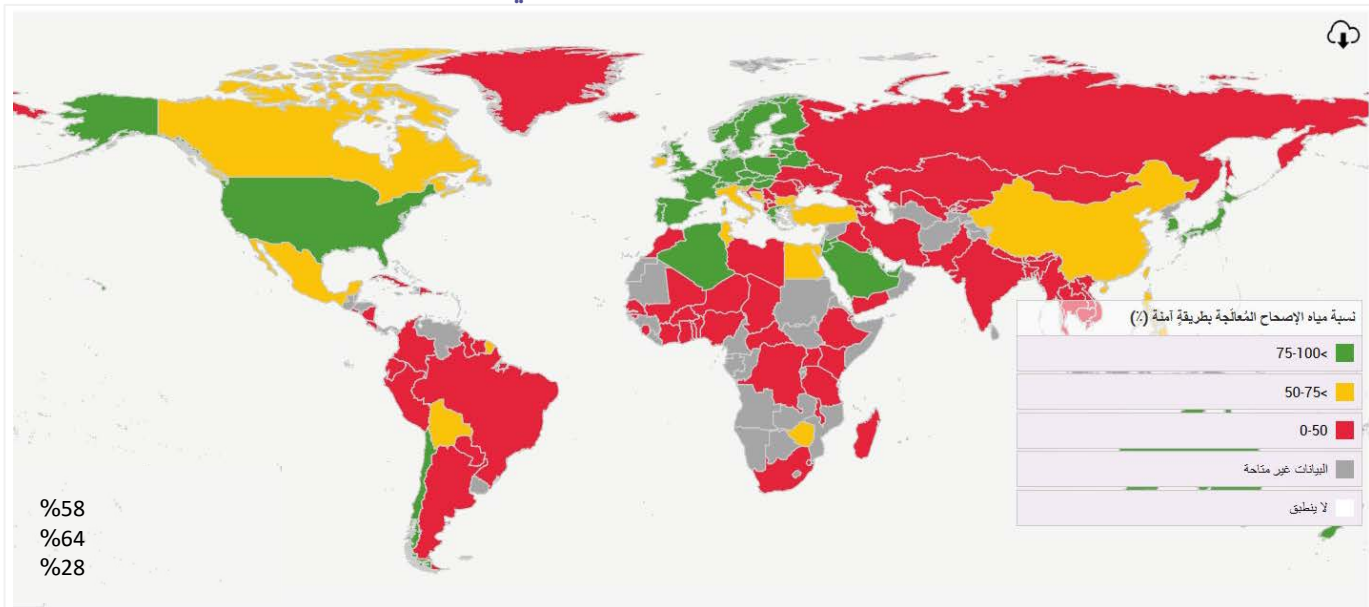 نسبة مياه الإصحاح المُعالَجة بطريقةٍ آمنة (٪)
75-100<
50-75<
0-50
البيانات غير متاحة
لا ينطبق
%58
%64
%28